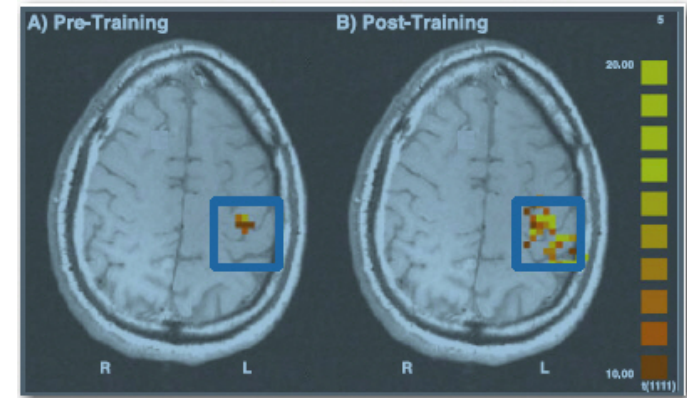 A) Pre-Training
B) Post-Training
5
20.00
R
L
R
L
10.00
t(1111)